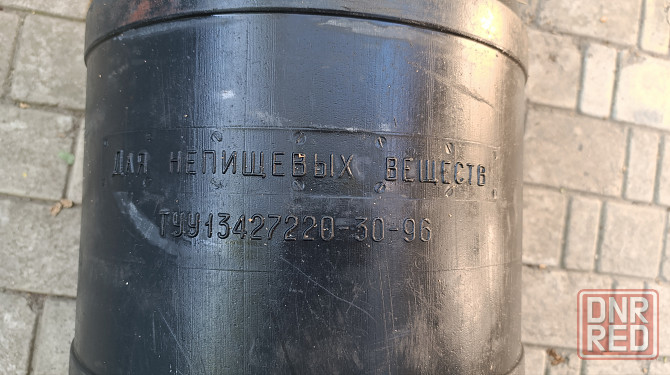 ДЛЯ НЕПИЩЕВЫХ ВЕЩЕСТВ
ТУУ13427220-30-96
DNR
RED